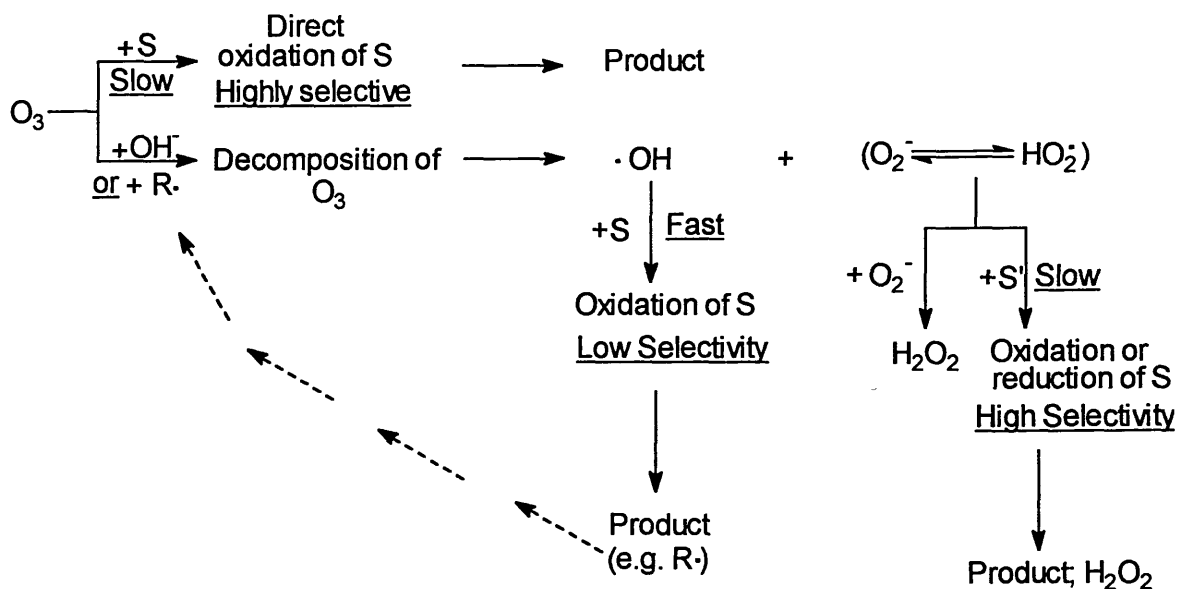 Direct
+S
oxidation of S
Product
Slow
Highly selective
O₃
+OH⁻
Decomposition of
O₃
or + R·
· OH
+
(O₂⁻ ⇌ HO₂·)
+S
Fast
+ O₂⁻
+S' Slow
Oxidation of S
Low Selectivity
H₂O₂
Oxidation or
reduction of S
High Selectivity
Product
(e.g. R·)
Product; H₂O₂